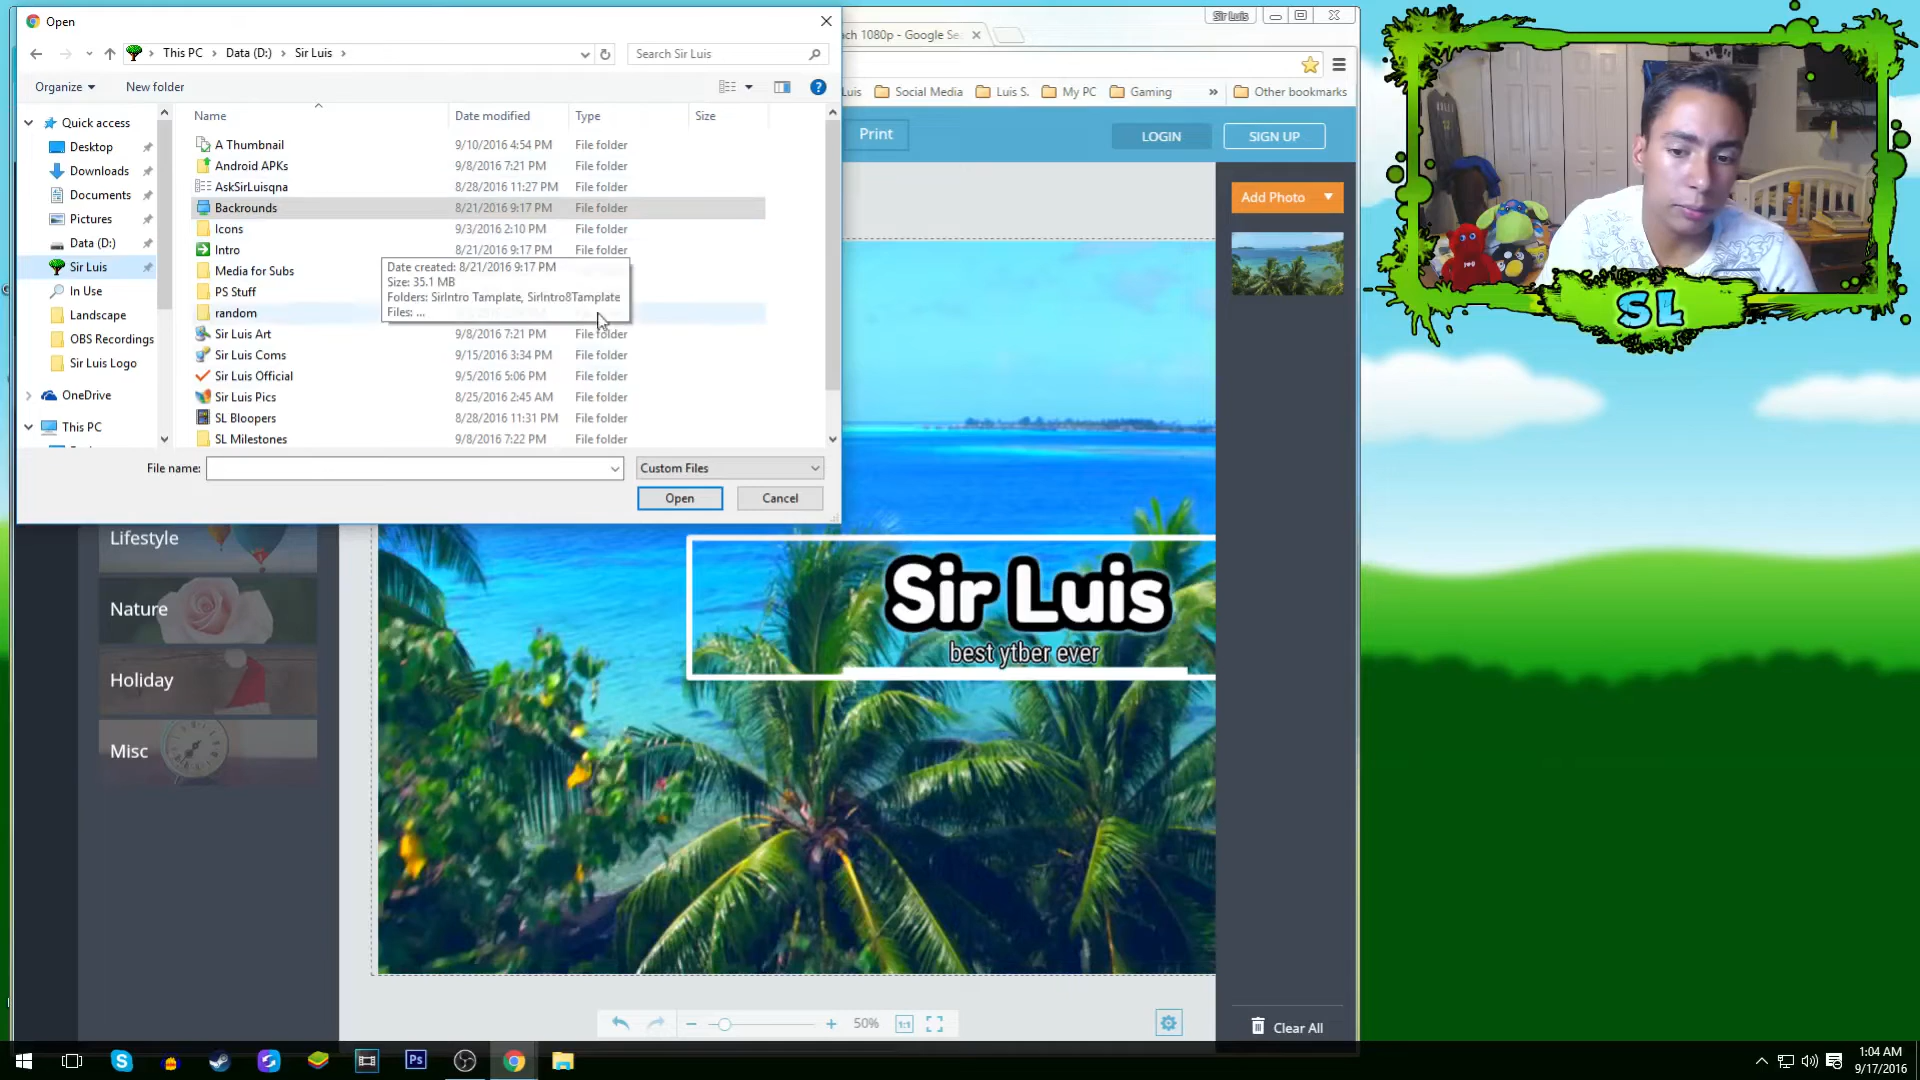 Open
Sir Luis
ach 1080p - Google Se
This PC > Data (D:) > Sir Luis >
Search Sir Luis
Organize
New folder
Luis
Social Media
Luis S.
My PC
Gaming
»
Other bookmarks
Print
LOGIN
SIGN UP
Add Photo
Name
Date modified
Type
Size
Quick access
Desktop
Downloads
Documents
Pictures
Data (D:)
Sir Luis
In Use
Landscape
OBS Recordings
Sir Luis Logo
OneDrive
This PC
A Thumbnail 9/10/2016 4:54 PM File folder
Android APKs 9/8/2016 7:21 PM File folder
AskSirLuisqna 8/28/2016 11:27 PM File folder
Backrounds 8/21/2016 9:17 PM File folder
Icons 9/3/2016 2:10 PM File folder
Intro 8/21/2016 9:17 PM File folder
Media for Subs
PS Stuff
random
Sir Luis Art 9/8/2016 7:21 PM File folder
Sir Luis Coms 9/15/2016 3:34 PM File folder
Sir Luis Official 9/5/2016 5:06 PM File folder
Sir Luis Pics 8/25/2016 2:45 AM File folder
SL Bloopers 8/28/2016 11:31 PM File folder
SL Milestones 9/8/2016 7:22 PM File folder
Date created: 8/21/2016 9:17 PM
Size: 35.1 MB
Folders: SirIntro Tamplate, SirIntro8Tamplate
Files: ...
File name:
Custom Files
Open
Cancel
SL
Lifestyle
Nature
Holiday
Misc
Sir Luis
best ytber ever
50%
1:1
Clear All
Ps
1:04 AM
9/17/2016